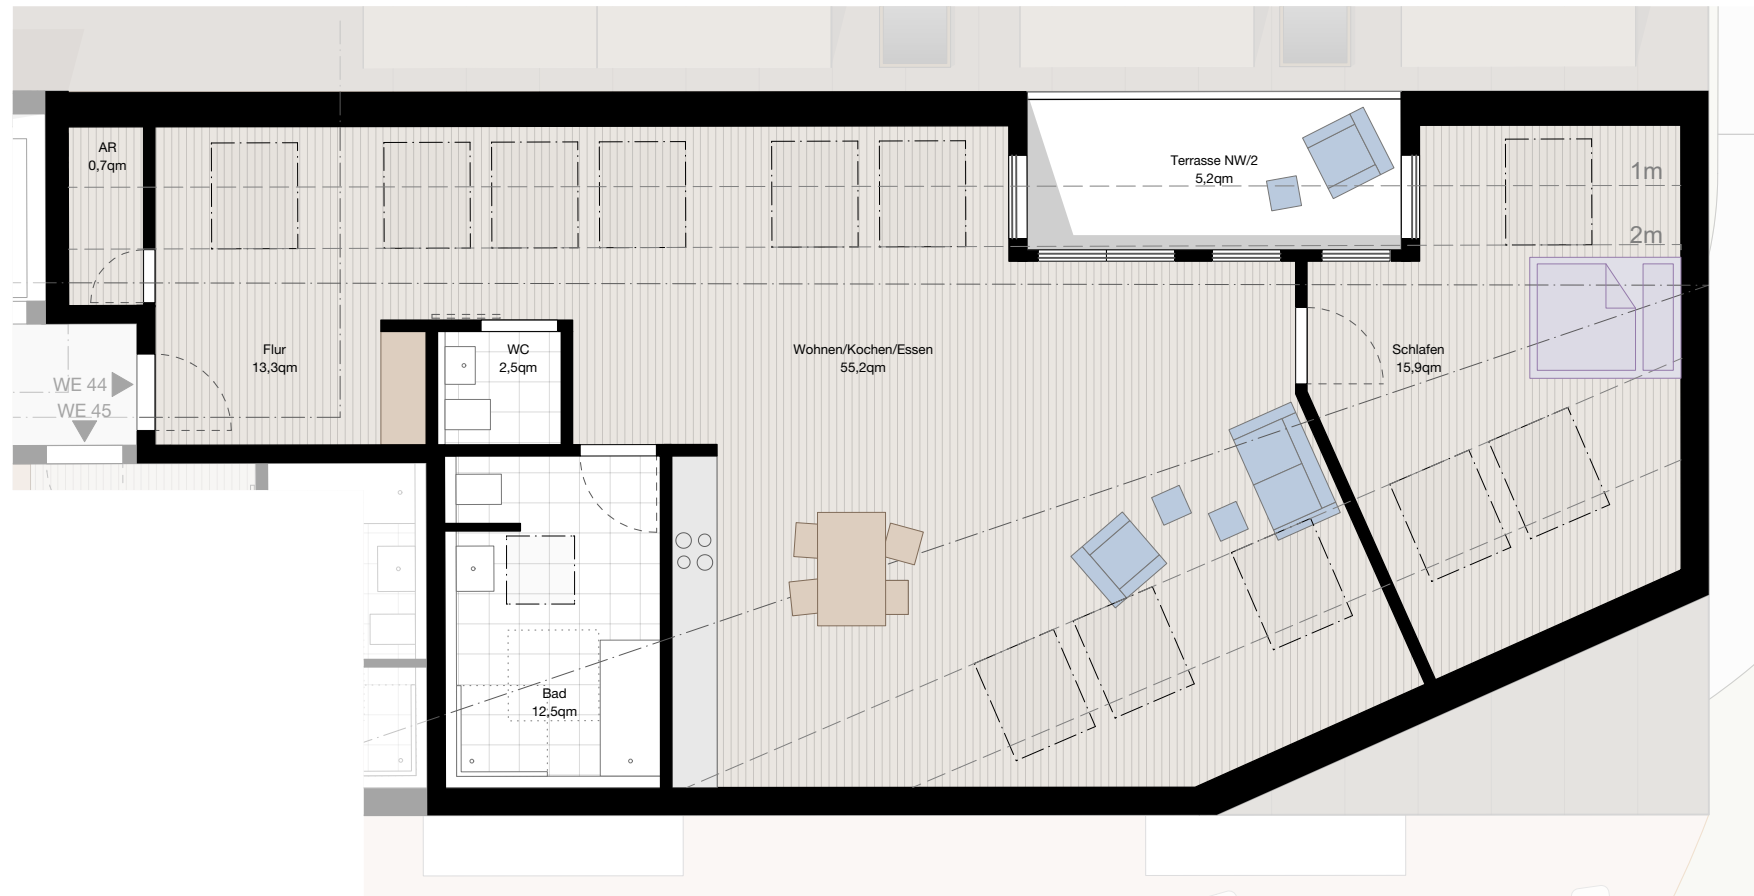 AR
0,7qm
Terrasse NW/2
5,2qm
1m
2m
Flur
13,3qm
WC
2,5qm
Wohnen/Kochen/Essen
55,2qm
Schlafen
15,9qm
WE 44
WE 45
Bad
12,5qm